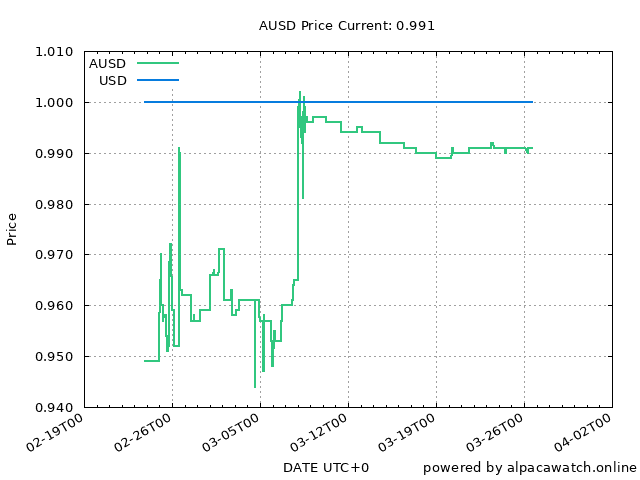 AUSD Price Current: 0.991
1.010
AUSD
USD
1.000
0.990
0.980
Price
0.970
0.960
0.950
0.940
02-19T00
02-26T00
03-05T00
03-12T00
03-19T00
03-26T00
04-02T00
DATE UTC+0
powered by alpacawatch.online